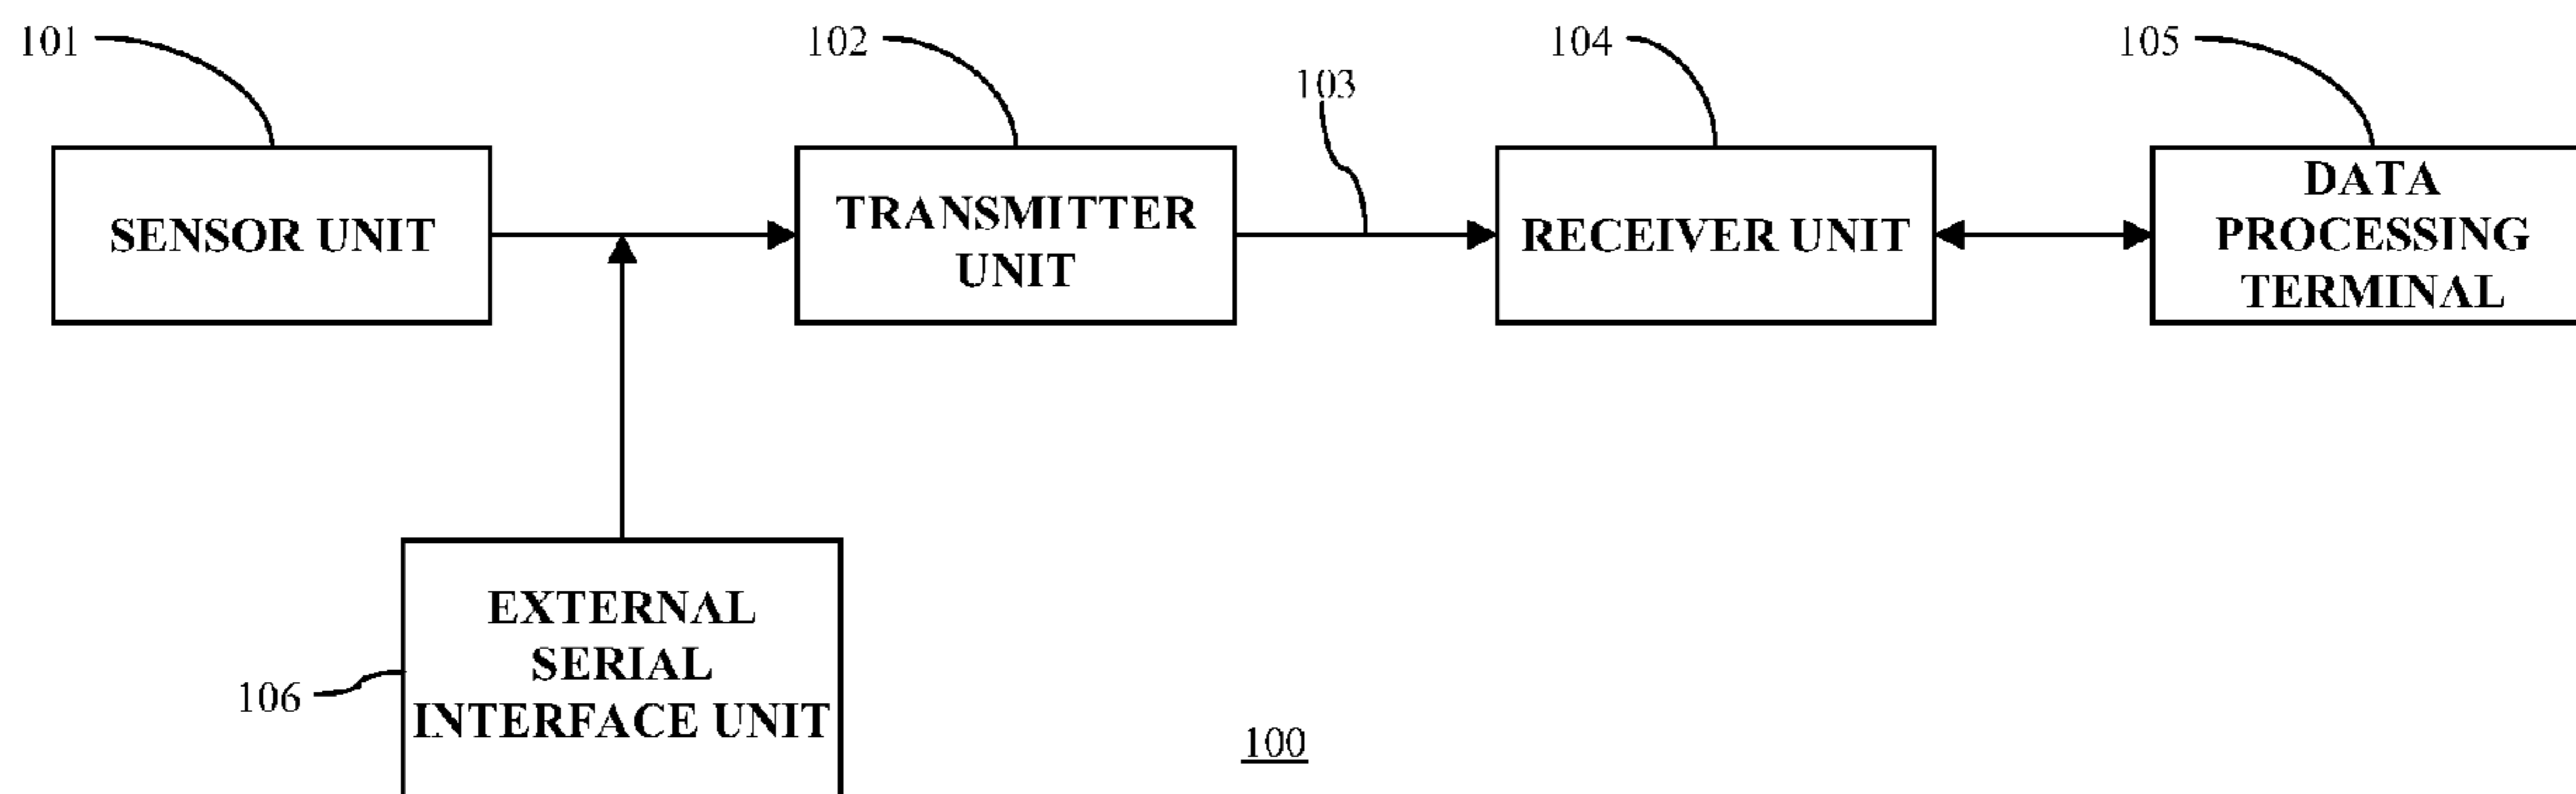 101
102
103
104
105
SENSOR UNIT
TRANSMITTER
UNIT
RECEIVER UNIT
DATA
PROCESSING
TERMINAL
106
EXTERNAL
SERIAL
INTERFACE UNIT
100